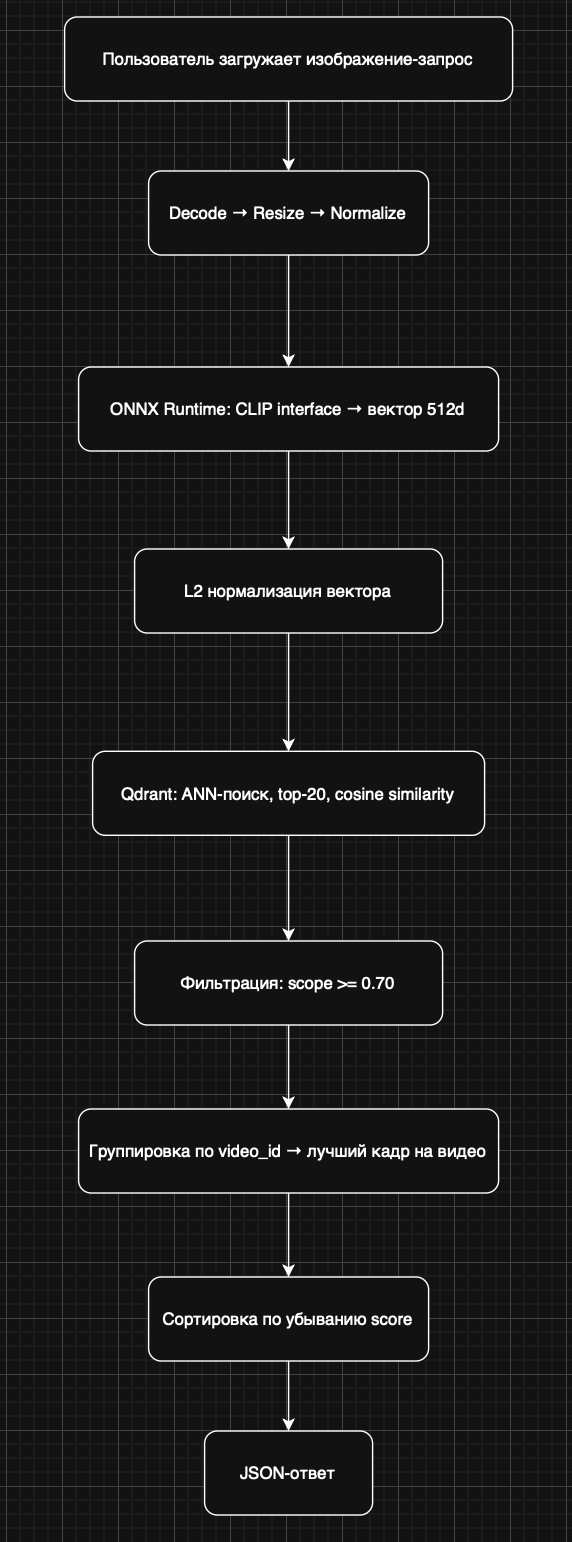 Пользователь загружает изображение-запрос
Decode → Resize → Normalize
ONNX Runtime: CLIP interface → вектор 512d
L2 нормализация вектора
Qdrant: ANN-поиск, top-20, cosine similarity
Фильтрация: scope >= 0.70
Группировка по video_id → лучший кадр на видео
Сортировка по убыванию score
JSON-ответ